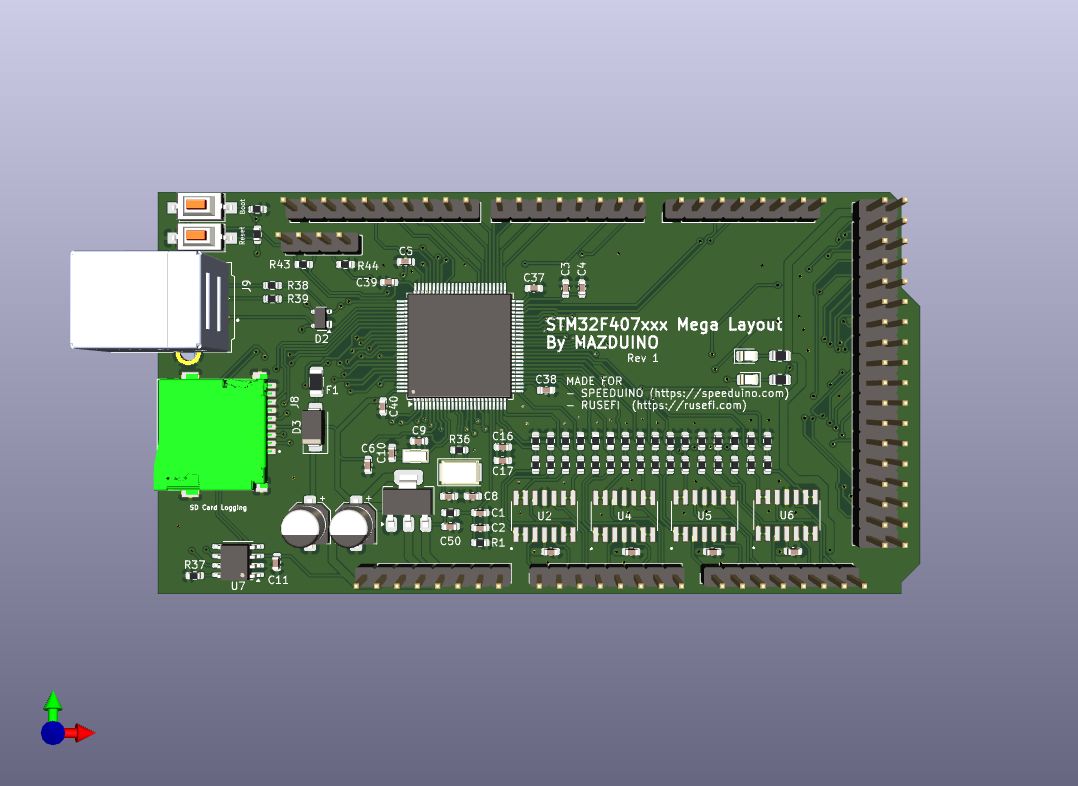 Boot
Reset
C5
R43
R44
C39
J9
R38
R39
C37
C3
C4
D2
STM32F407xxx Mega Layout
By MAZDUINO
Rev 1
F1
J8
D3
C40
C38
MADE FOR
- SPEEDUINO (https://speeduino.com)
- RUSEFI (https://rusefi.com)
C9
R36
C16
C6
C10
C17
C8
C1
C2
C50
R1
+
+
U2
U4
U5
U6
SD Card Logging
R37
U7
C11